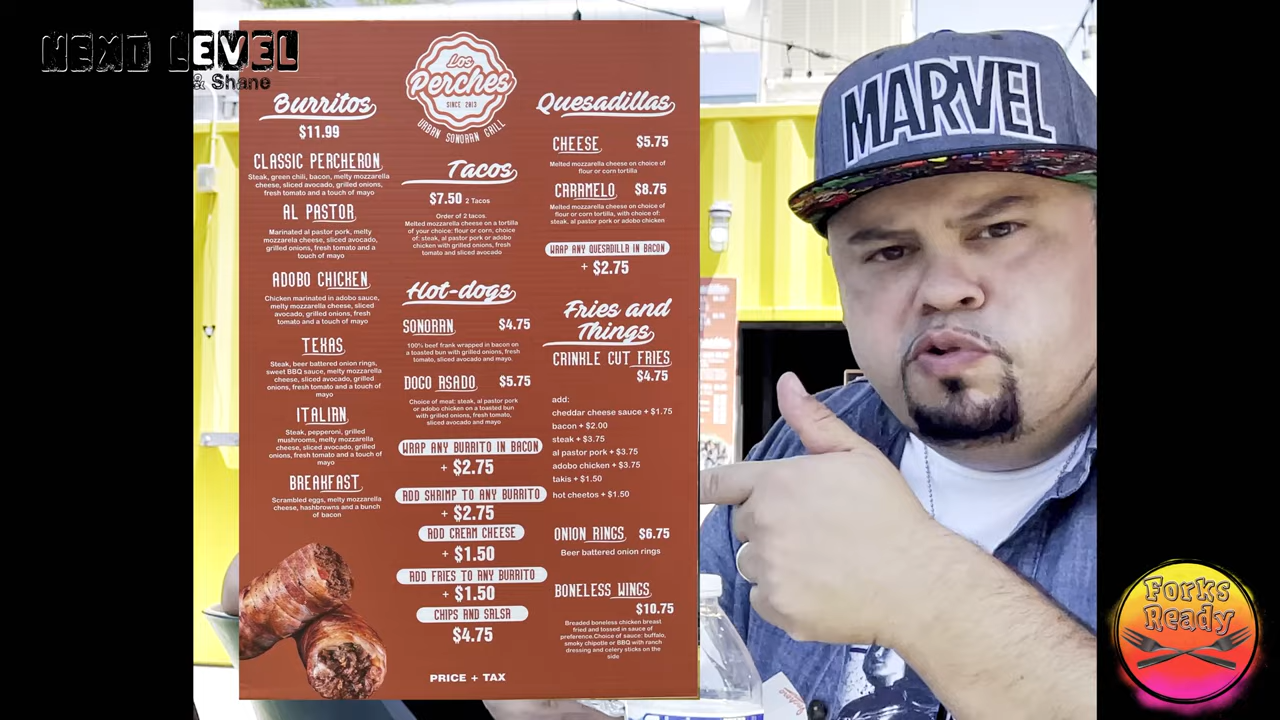 NEXT LEVEL
& Shane
Los
Perches
SINCE 2013
URBAN SONORAN GRILL
Burritos
$11.99
CLASSIC PERCHERON
Steak, green chili, bacon, melty mozzarella
cheese, sliced avocado, grilled onions,
fresh tomato and a touch of mayo
AL PASTOR
Marinated al pastor pork, melty
mozzarela cheese, sliced avocado,
grilled onions, fresh tomato and a
touch of mayo
ADOBO CHICKEN
Chicken marinated in adobo sauce,
melty mozzarella cheese, sliced
avocado, grilled onions, fresh
tomato and a touch of mayo
TEXAS
Steak, beer battered onion rings,
sweet BBQ sauce, melty mozzarella
cheese, sliced avocado, grilled
onions, fresh tomato and a touch of
mayo
ITALIAN
Steak, pepperoni, grilled
mushrooms, melty mozzarella
cheese, sliced avocado, grilled
onions, fresh tomato and a touch of
mayo
BREAKFAST
Scrambled eggs, melty mozzarella
cheese, hashbrowns and a bunch
of bacon
Tacos
$7.50 2 Tacos
Order of 2 tacos.
Melted mozzarella cheese on a tortilla
of your choice: flour or corn, choice
of: steak, al pastor pork or adobo
chicken with grilled onions, fresh
tomato and sliced avocado
Hot-dogs
SONORAN $4.75
100% beef frank wrapped in bacon on
a toasted bun with grilled onions, fresh
tomato, sliced avocado and mayo.
DOGO ASADO $5.75
Choice of meat: steak, al pastor pork
or adobo chicken on a toasted bun
with grilled onions, fresh tomato,
sliced avocado and mayo
WRAP ANY BURRITO IN BACON
+ $2.75
ADD SHRIMP TO ANY BURRITO
+ $2.75
ADD CREAM CHEESE
+ $1.50
ADD FRIES TO ANY BURRITO
+ $1.50
CHIPS AND SALSA
$4.75
PRICE + TAX
Quesadillas
CHEESE $5.75
Melted mozzarella cheese on choice of
flour or corn tortilla
CARAMELO $8.75
Melted mozzarella cheese on choice of
flour or corn tortilla, with choice of:
steak, al pastor pork or adobo chicken
WRAP ANY QUESADILLA IN BACON
+ $2.75
Fries and
Things
CRINKLE CUT FRIES
$4.75
add:
cheddar cheese sauce + $1.75
bacon + $2.00
steak + $3.75
al pastor pork + $3.75
adobo chicken + $3.75
takis + $1.50
hot cheetos + $1.50
ONION RINGS $6.75
Beer battered onion rings
BONELESS WINGS
$10.75
Breaded boneless chicken breast
fried and tossed in sauce of
preference.Choice of sauce: buffalo,
smoky chipotle or BBQ with ranch
dressing and celery sticks on the
side
MARVEL
Forks
Ready